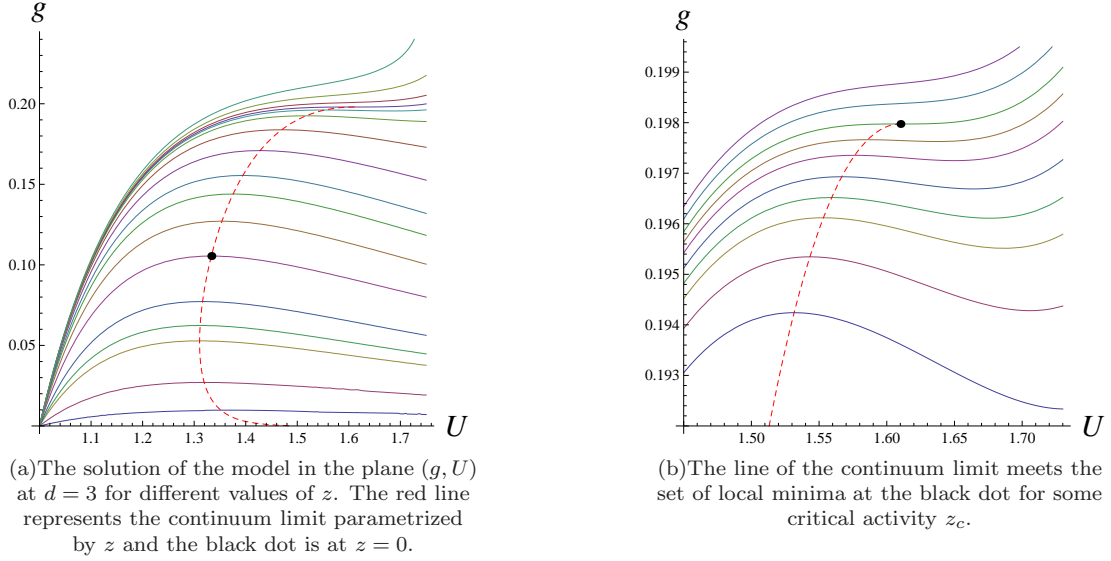 g
0.20
0.15
0.10
0.05
1.1 1.2 1.3 1.4 1.5 1.6 1.7
U
(a)The solution of the model in the plane (g, U)
at d = 3 for different values of z. The red line
represents the continuum limit parametrized
by z and the black dot is at z = 0.
g
0.199
0.198
0.197
0.196
0.195
0.194
0.193
1.50 1.55 1.60 1.65 1.70
U
(b)The line of the continuum limit meets the
set of local minima at the black dot for some
critical activity z_c.